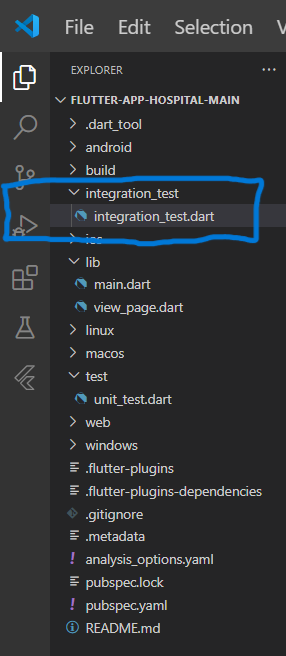 File Edit Selection
EXPLORER
FLUTTER-APP-HOSPITAL-MAIN
.dart_tool
android
build
integration_test
integration_test.dart
ios
lib
main.dart
view_page.dart
linux
macos
test
unit_test.dart
web
windows
.flutter-plugins
.flutter-plugins-dependencies
.gitignore
.metadata
analysis_options.yaml
pubspec.lock
pubspec.yaml
README.md